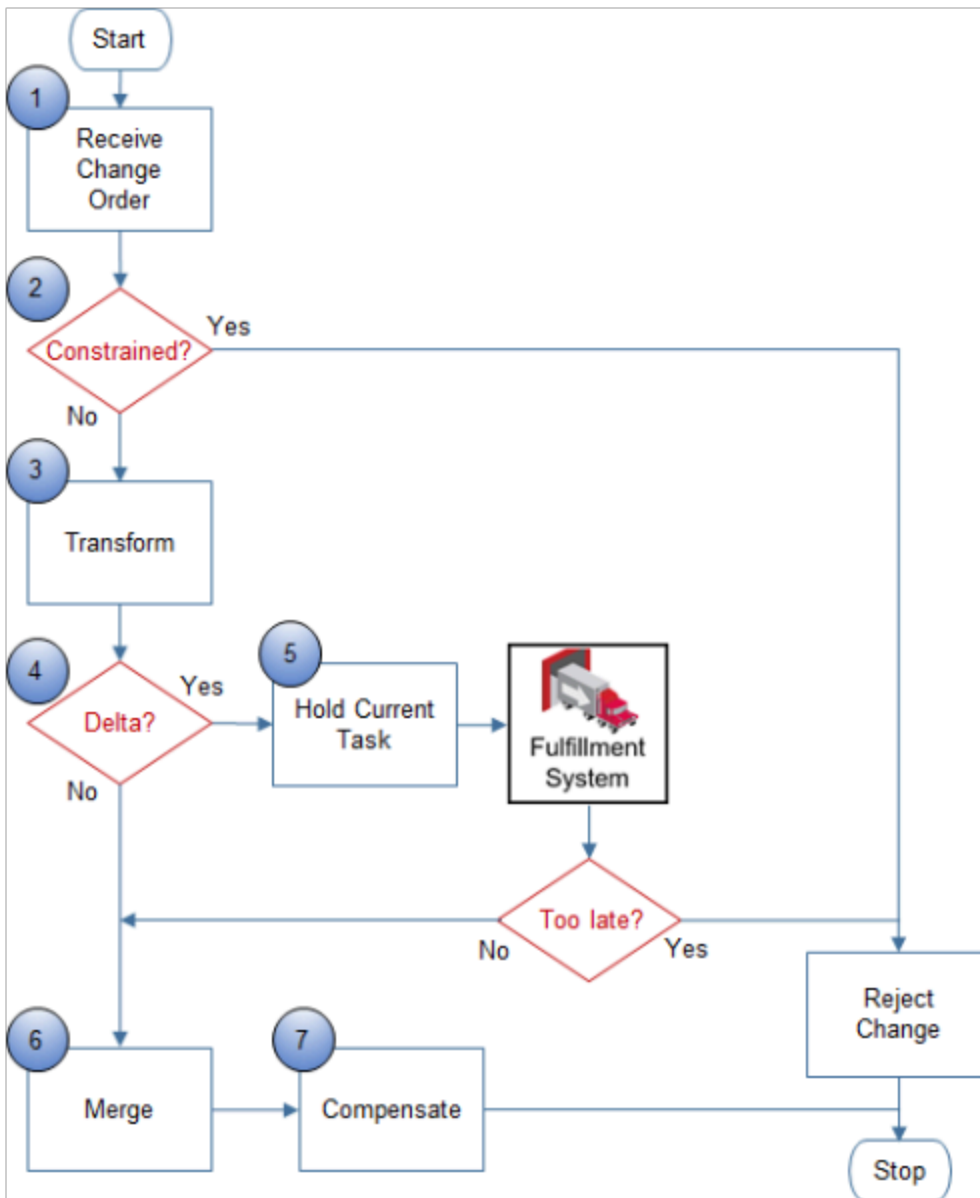 Start
1
Receive
Change
Order
2
Constrained?
Yes
No
3
Transform
4
Delta?
Yes
No
5
Hold Current
Task
Fulfillment
System
Too late?
No
Yes
Reject
Change
6
Merge
7
Compensate
Stop